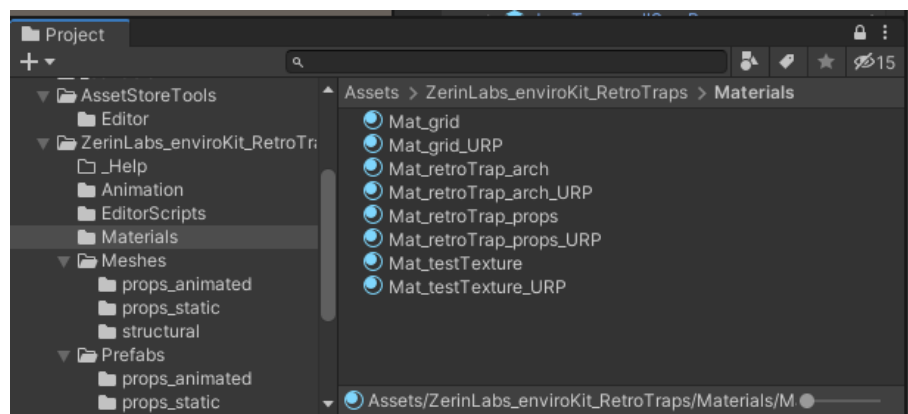 Project
15
AssetStoreTools
Editor
ZerinLabs_enviroKit_RetroTra
_Help
Animation
EditorScripts
Materials
Meshes
props_animated
props_static
structural
Prefabs
props_animated
props_static
Assets > ZerinLabs_enviroKit_RetroTraps > Materials
Mat_grid
Mat_grid_URP
Mat_retroTrap_arch
Mat_retroTrap_arch_URP
Mat_retroTrap_props
Mat_retroTrap_props_URP
Mat_testTexture
Mat_testTexture_URP
Assets/ZerinLabs_enviroKit_RetroTraps/Materials/M